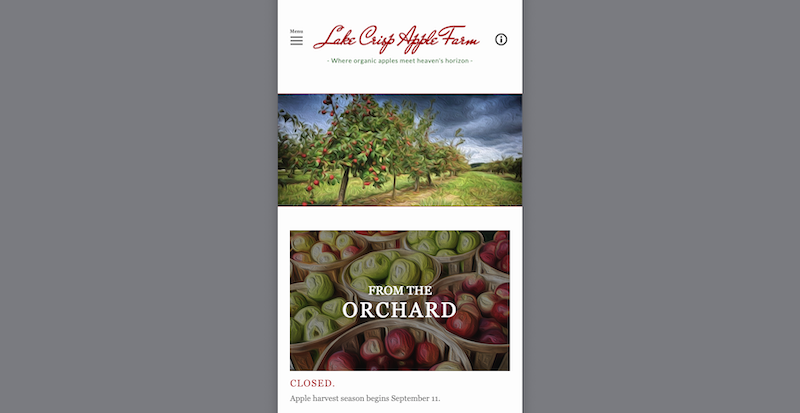 Menu
Lake Crisp Apple Farm
- Where organic apples meet heaven's horizon -
FROM THE
ORCHARD
CLOSED.
Apple harvest season begins September 11.